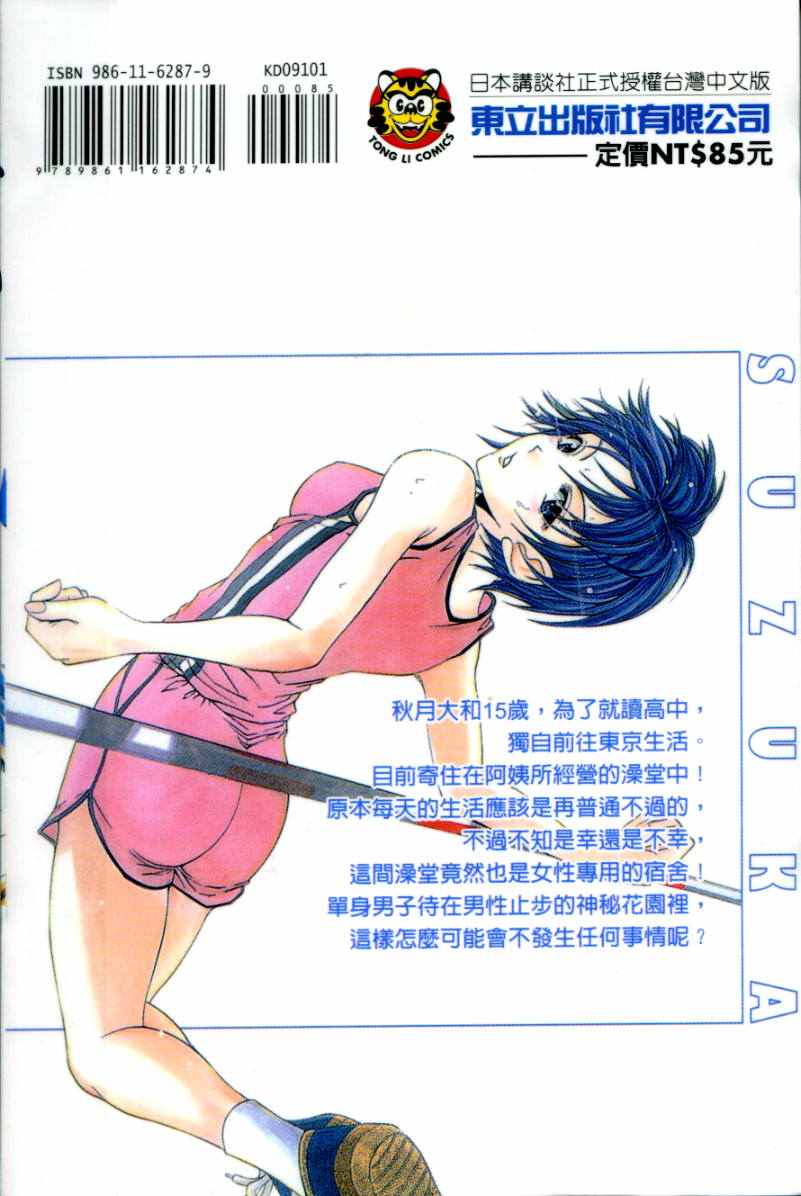 ISBN 986-11-6287-9
KD09101
00085
9 789861 162874
TONG LI COMICS
日本講談社正式授權台灣中文版
東立出版社有限公司
定價NT$85元
SUZUKA
秋月大和15歲，為了就讀高中，
獨自前往東京生活。
目前寄住在阿姨所經營的澡堂中！
原本每天的生活應該是再普通不過的，
不過不知是幸還是不幸，
這間澡堂竟然也是女性專用的宿舍！
單身男子待在男性止步的神秘花園裡，
這樣怎麼可能會不發生任何事情呢？